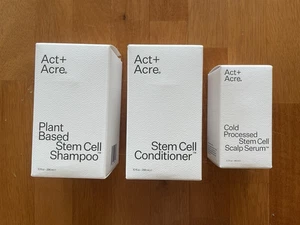 Act+
Acre.
Plant
Based
Stem Cell
Shampoo™
Act+
Acre.
Stem Cell
Conditioner™
Act+
Acre.
Cold
Processed
Stem Cell
Scalp Serum™